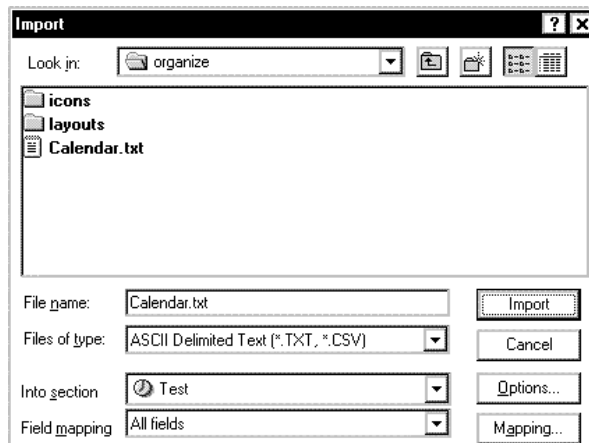 Import
Look in: organize
icons
layouts
Calendar.txt
File name: Calendar.txt Import
Files of type: ASCII Delimited Text (*.TXT, *.CSV) Cancel
Into section Test Options...
Field mapping All fields Mapping...